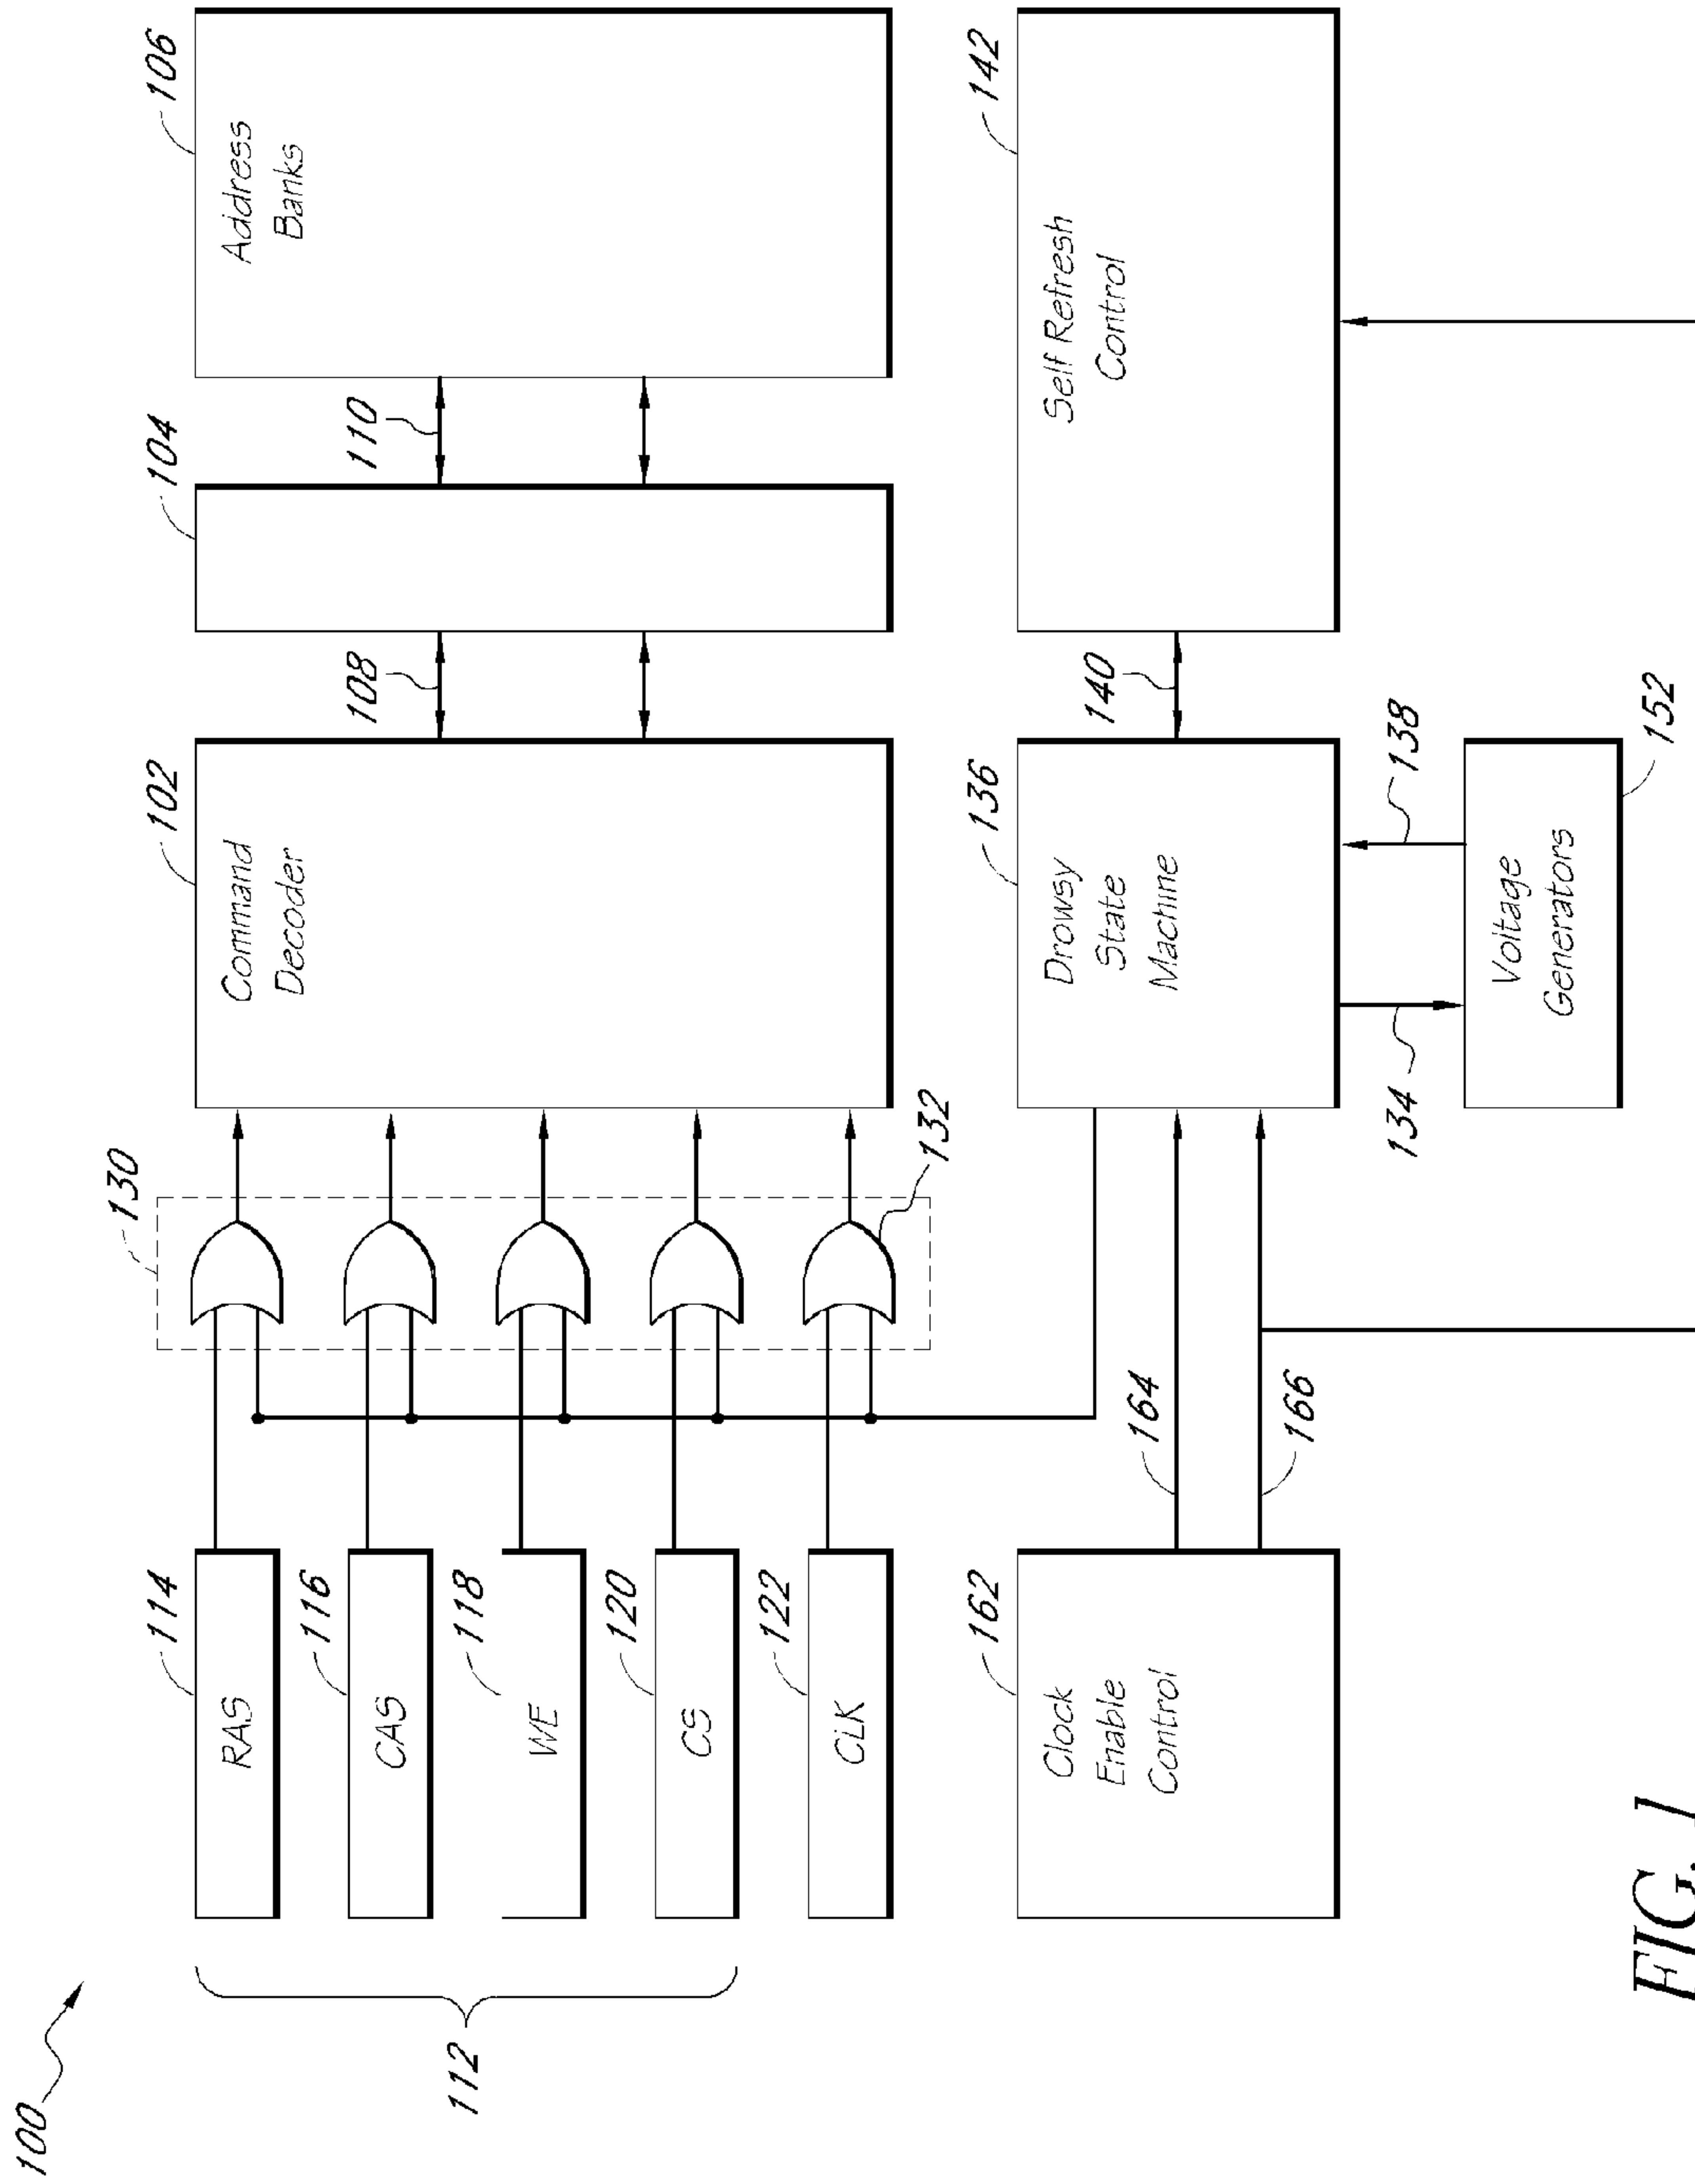 100
112
114
RAS
116
CAS
118
WE
120
CS
122
CLK
130
132
102
Command
Decoder
108
104
110
106
Address
Banks
162
Clock
Enable
Control
164
166
136
Drowsy
State
Machine
134
138
152
Voltage
Generators
140
142
Self Refresh
Control
FIG. 1